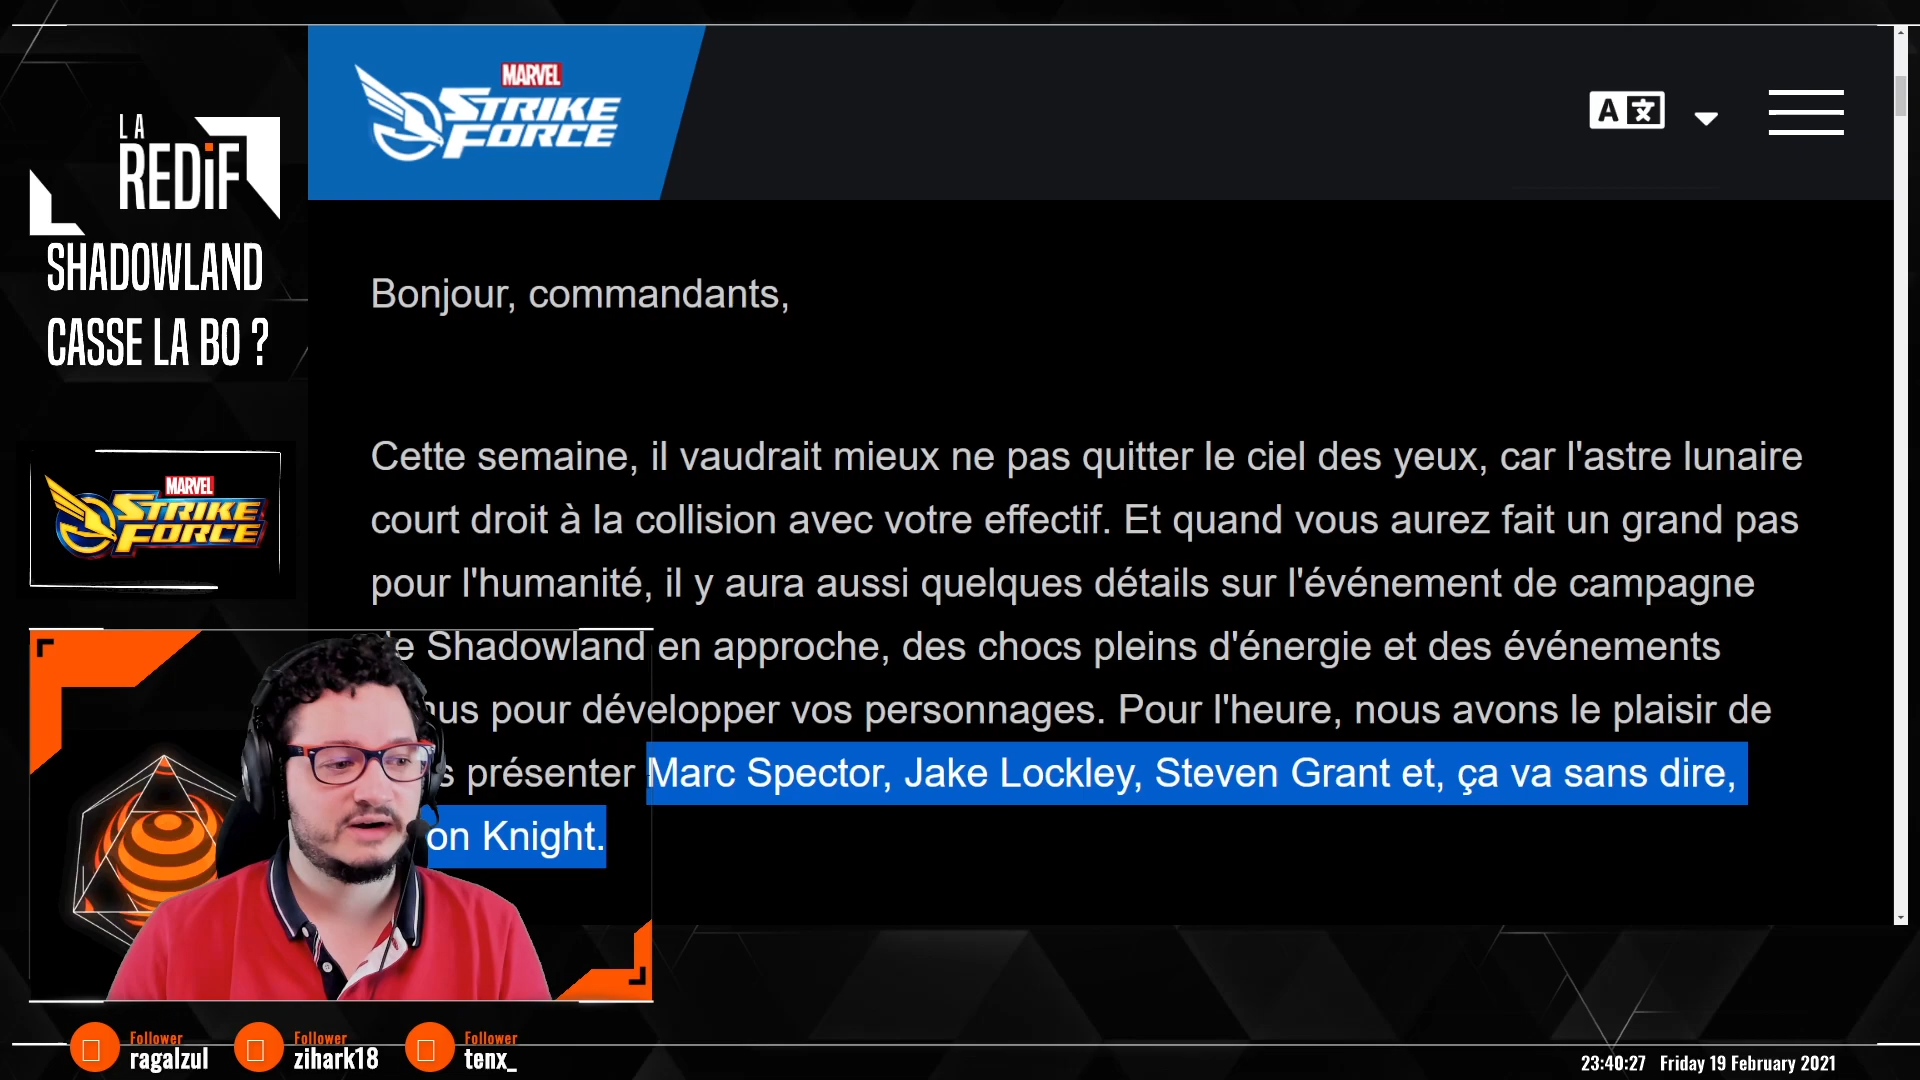 LA
REDiF
SHADOWLAND
CASSE LA BO ?
MARVEL
STRIKE
FORCE
MARVEL
STRIKE
FORCE
A文
Bonjour, commandants,
Cette semaine, il vaudrait mieux ne pas quitter le ciel des yeux, car l'astre lunaire
court droit à la collision avec votre effectif. Et quand vous aurez fait un grand pas
pour l'humanité, il y aura aussi quelques détails sur l'événement de campagne
Shadowland en approche, des chocs pleins d'énergie et des événements
pour développer vos personnages. Pour l'heure, nous avons le plaisir de
présenter Marc Spector, Jake Lockley, Steven Grant et, ça va sans dire,
on Knight.
Follower
ragalzul
Follower
zihark18
Follower
tenx_
23:40:27 Friday 19 February 2021